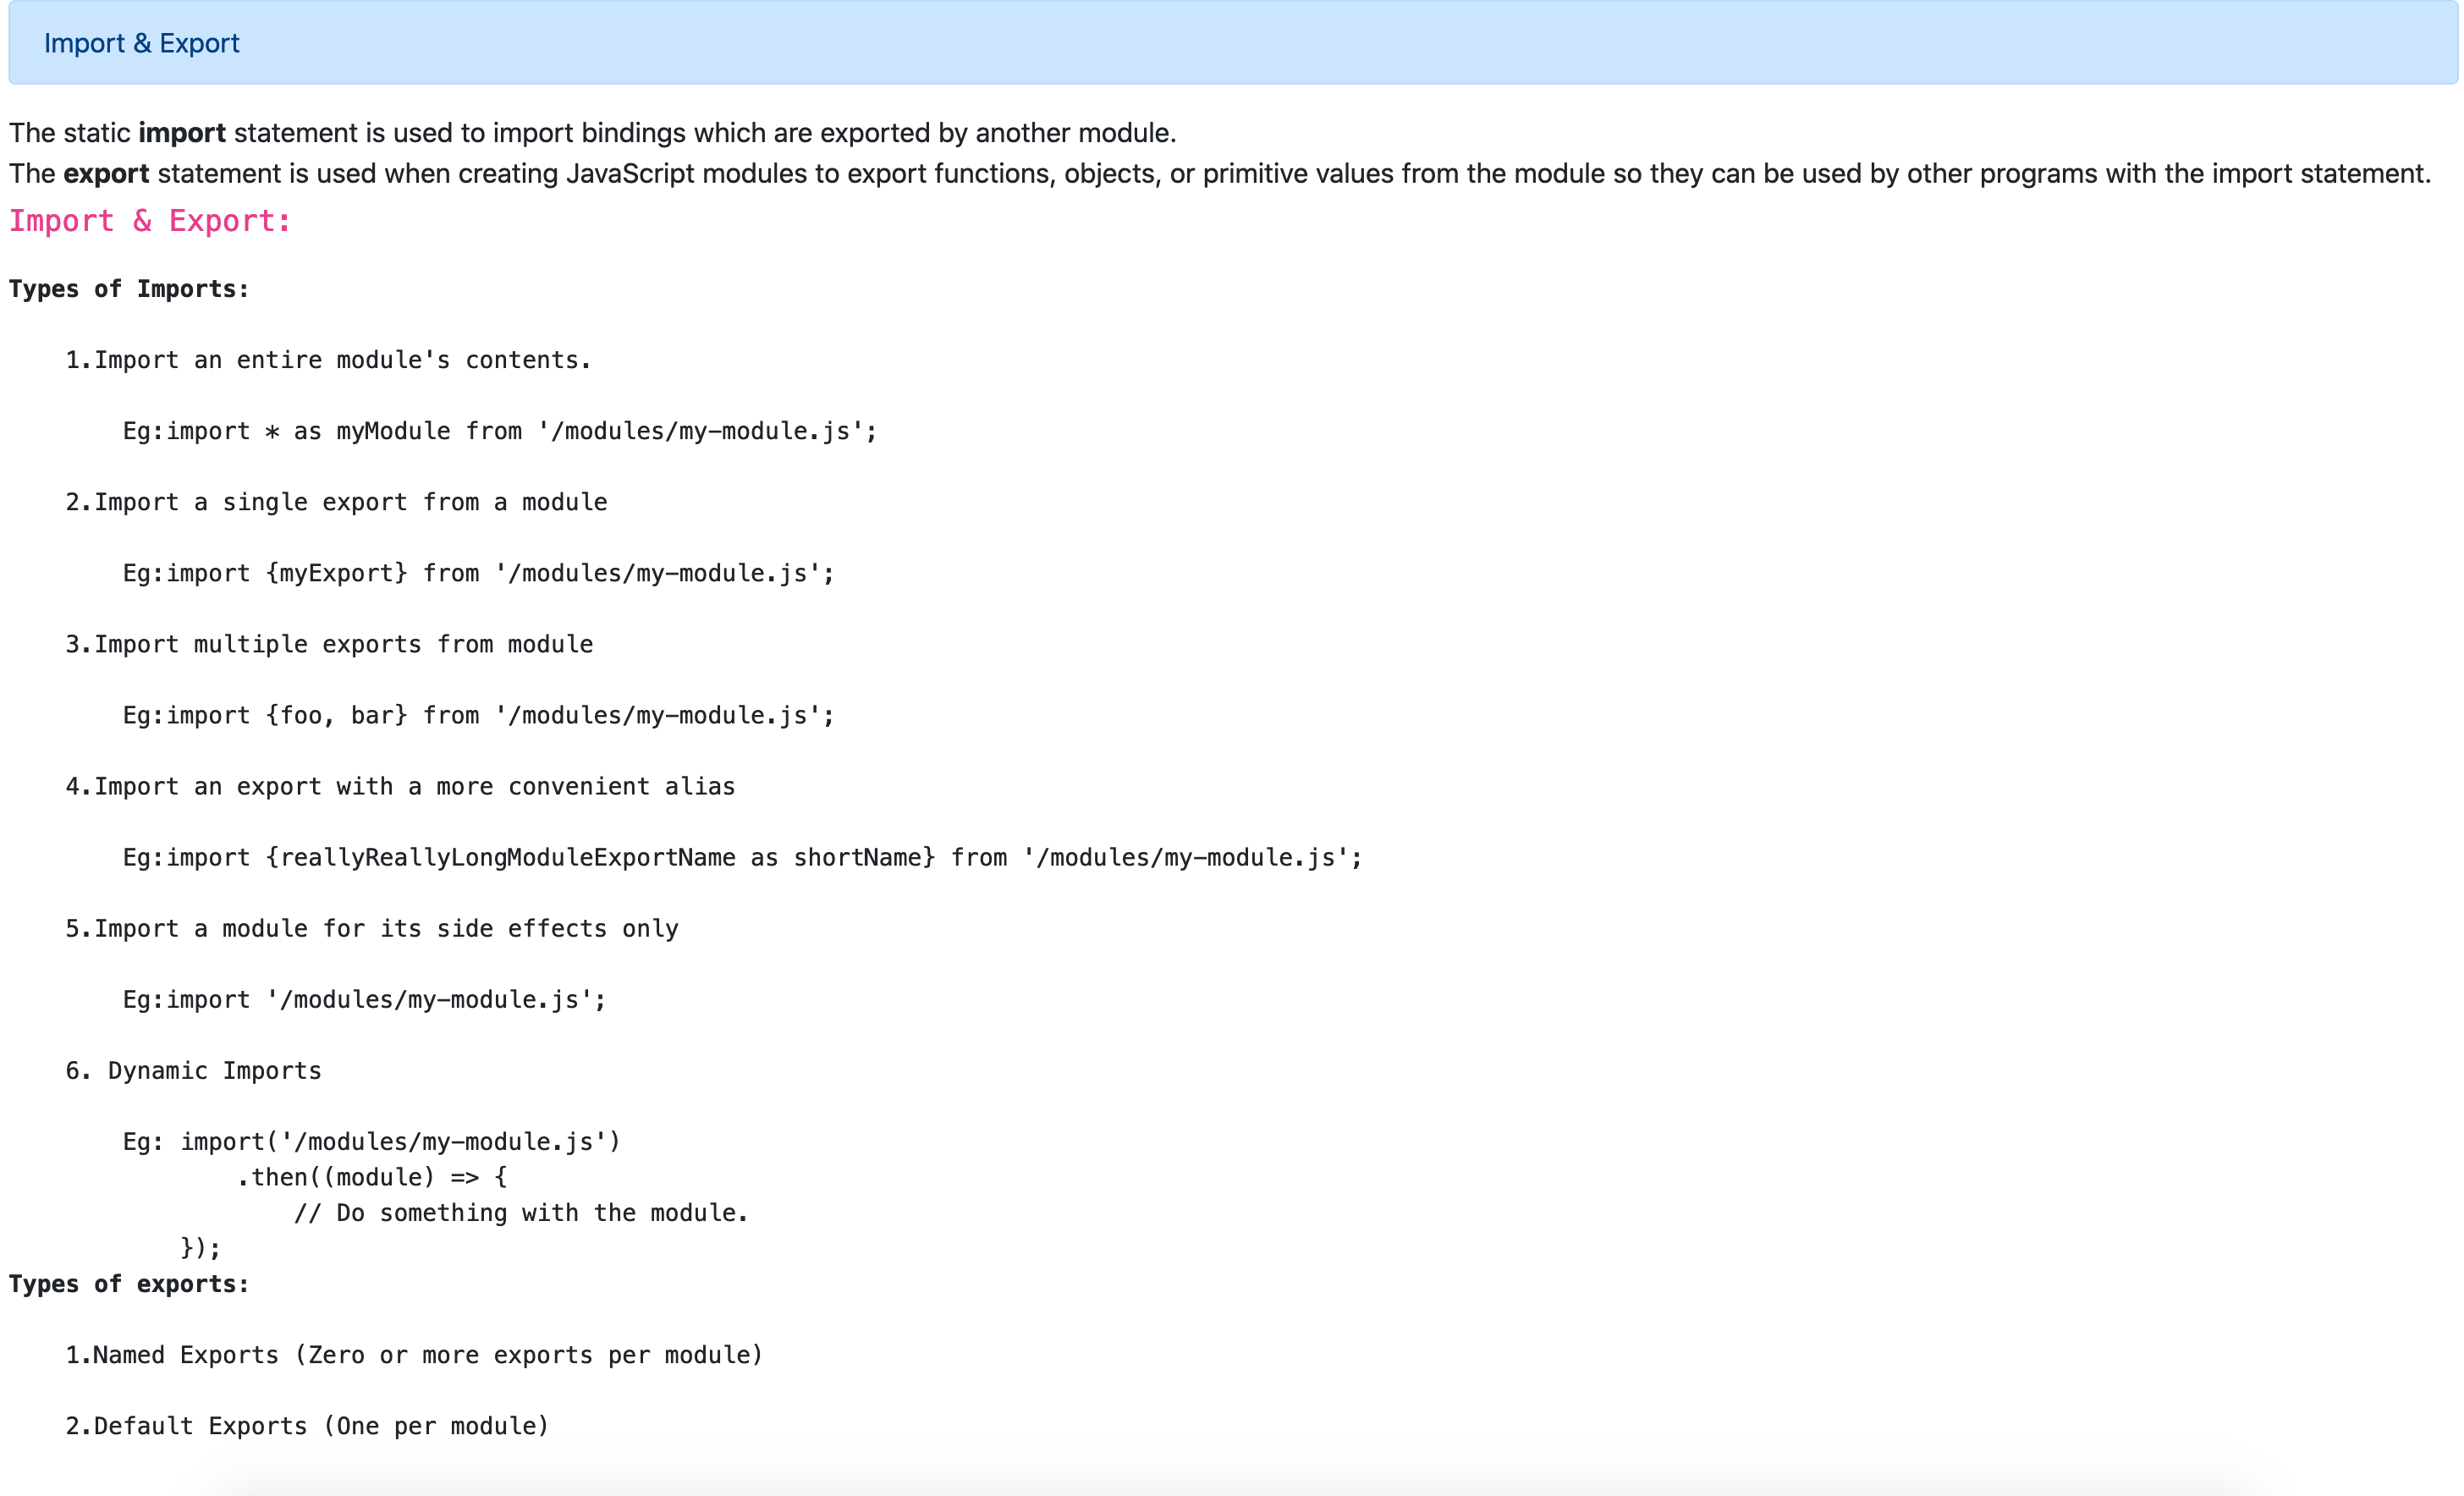 Import & Export
The static import statement is used to import bindings which are exported by another module.
The export statement is used when creating JavaScript modules to export functions, objects, or primitive values from the module so they can be used by other programs with the import statement.
Import & Export:
Types of Imports:
1.Import an entire module's contents.
Eg:import * as myModule from '/modules/my-module.js';
2.Import a single export from a module
Eg:import {myExport} from '/modules/my-module.js';
3.Import multiple exports from module
Eg:import {foo, bar} from '/modules/my-module.js';
4.Import an export with a more convenient alias
Eg:import {reallyReallyLongModuleExportName as shortName} from '/modules/my-module.js';
5.Import a module for its side effects only
Eg:import '/modules/my-module.js';
6. Dynamic Imports
Eg: import('/modules/my-module.js')
.then((module) => {
// Do something with the module.
});
Types of exports:
1.Named Exports (Zero or more exports per module)
2.Default Exports (One per module)